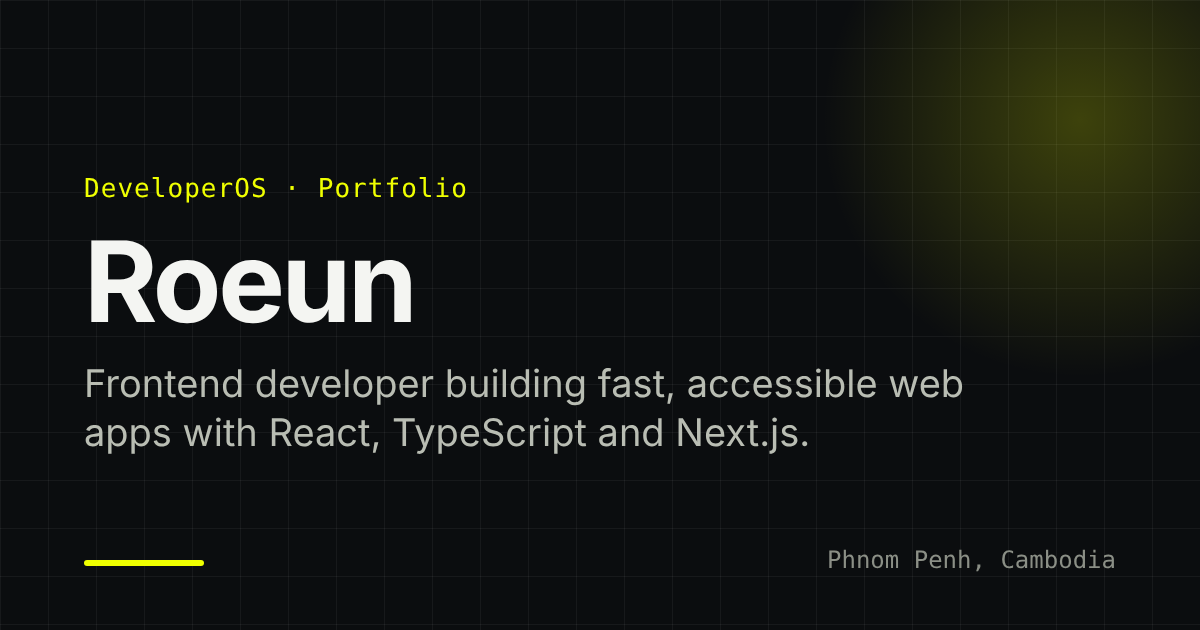 DeveloperOS · Portfolio
Roeun
Frontend developer building fast, accessible web
apps with React, TypeScript and Next.js.
Phnom Penh, Cambodia